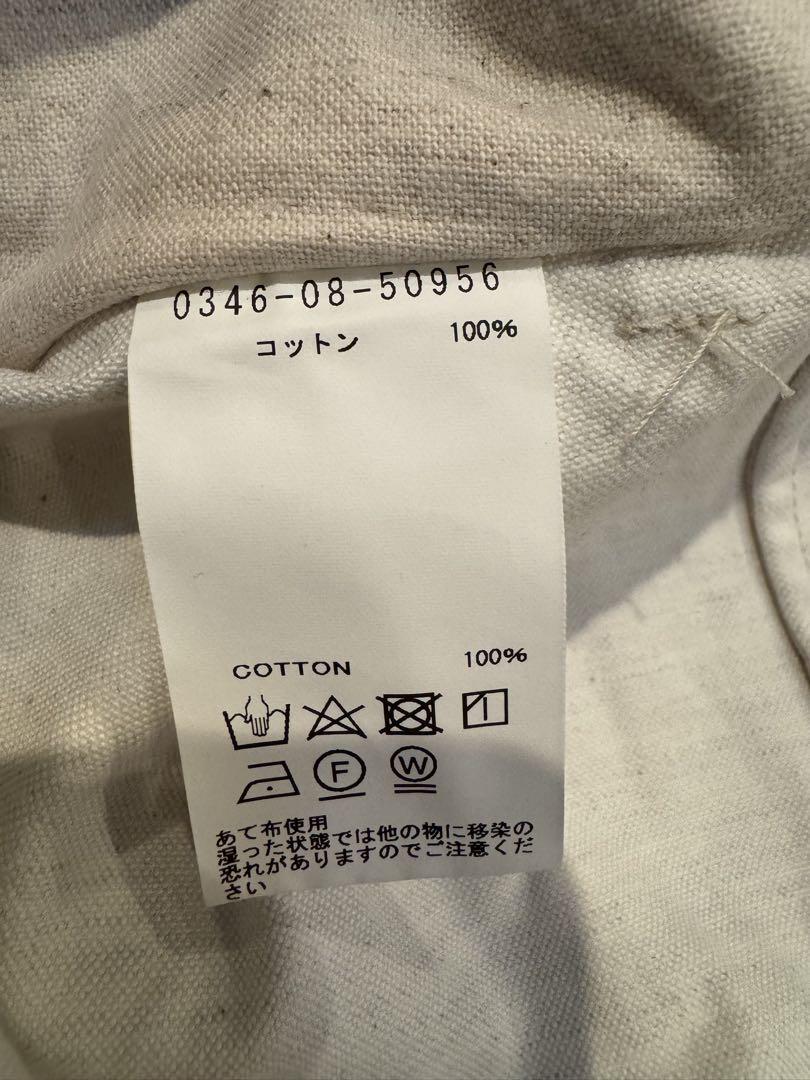 0346-08-50956
コットン 100%
COTTON 100%
F W
あて布使用
湿った状態では他の物に移染の
恐れがありますのでご注意くだ
さい